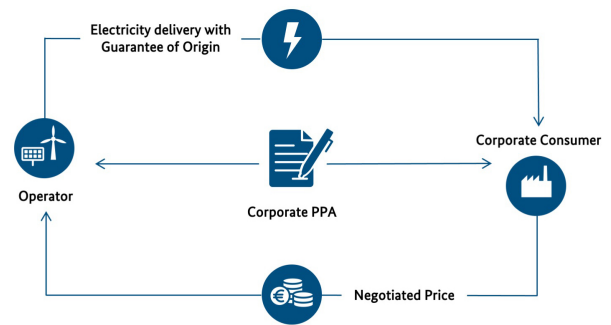 Electricity delivery with
Guarantee of Origin
Corporate Consumer
Operator
Corporate PPA
Negotiated Price